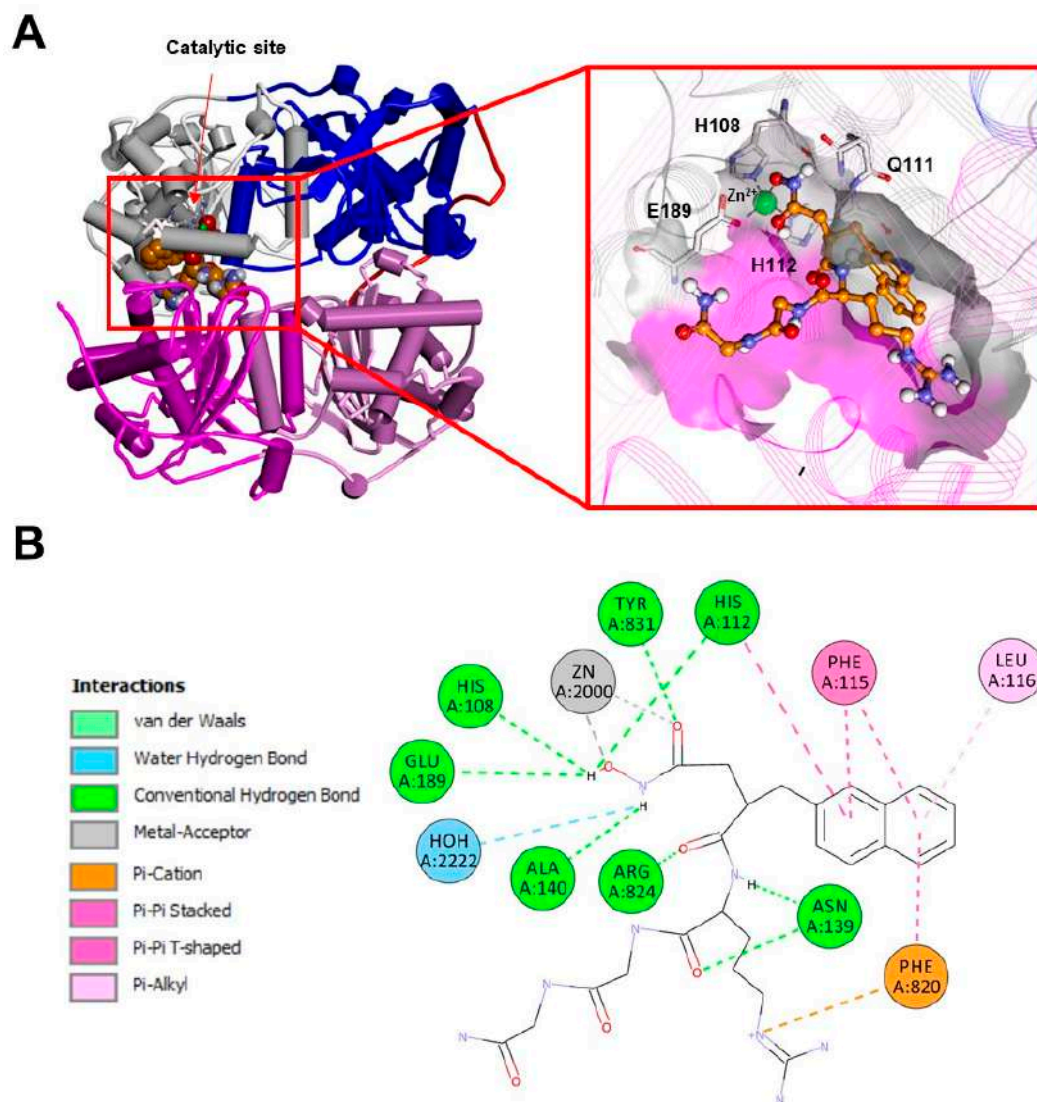 A
Catalytic site
H108
Q111
Zn²⁺
E189
H112
B
Interactions
van der Waals
Water Hydrogen Bond
Conventional Hydrogen Bond
Metal-Acceptor
Pi-Cation
Pi-Pi Stacked
Pi-Pi T-shaped
Pi-Alkyl
TYR
A:831
HIS
A:112
ZN
A:2000
PHE
A:115
LEU
A:116
HIS
A:108
GLU
A:189
HOH
A:2222
ALA
A:140
ARG
A:824
ASN
A:139
PHE
A:820
O
H
O
N
H
O
N
H
N
O
N
O
N
O
N+
N
N